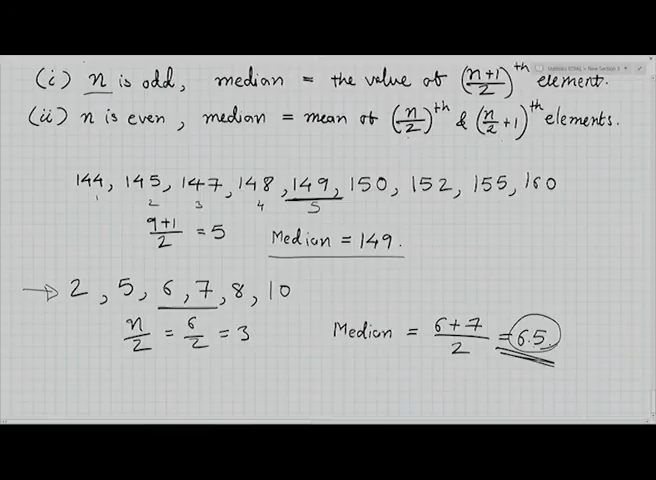 (i) n is odd, median = the value of (n+1/2)th element.
(ii) n is even, median = mean of (n/2)th & (n/2+1)th elements.
144, 145, 147, 148, 149, 150, 152, 155, 160
1 2 3 4 5
9+1/2 = 5 Median = 149.
2, 5, 6, 7, 8, 10
n/2 = 6/2 = 3 Median = 6+7/2 = 6.5